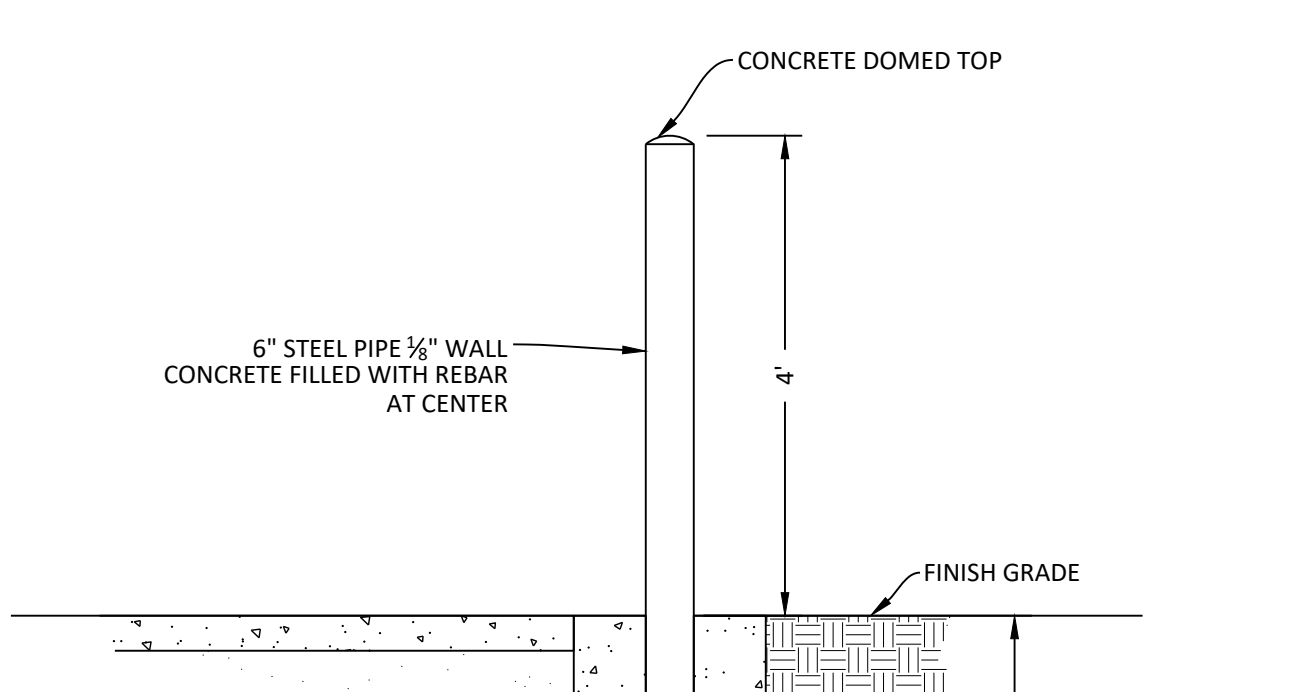 CONCRETE DOMED TOP
6" STEEL PIPE ⅛" WALL
CONCRETE FILLED WITH REBAR
AT CENTER
4'
FINISH GRADE